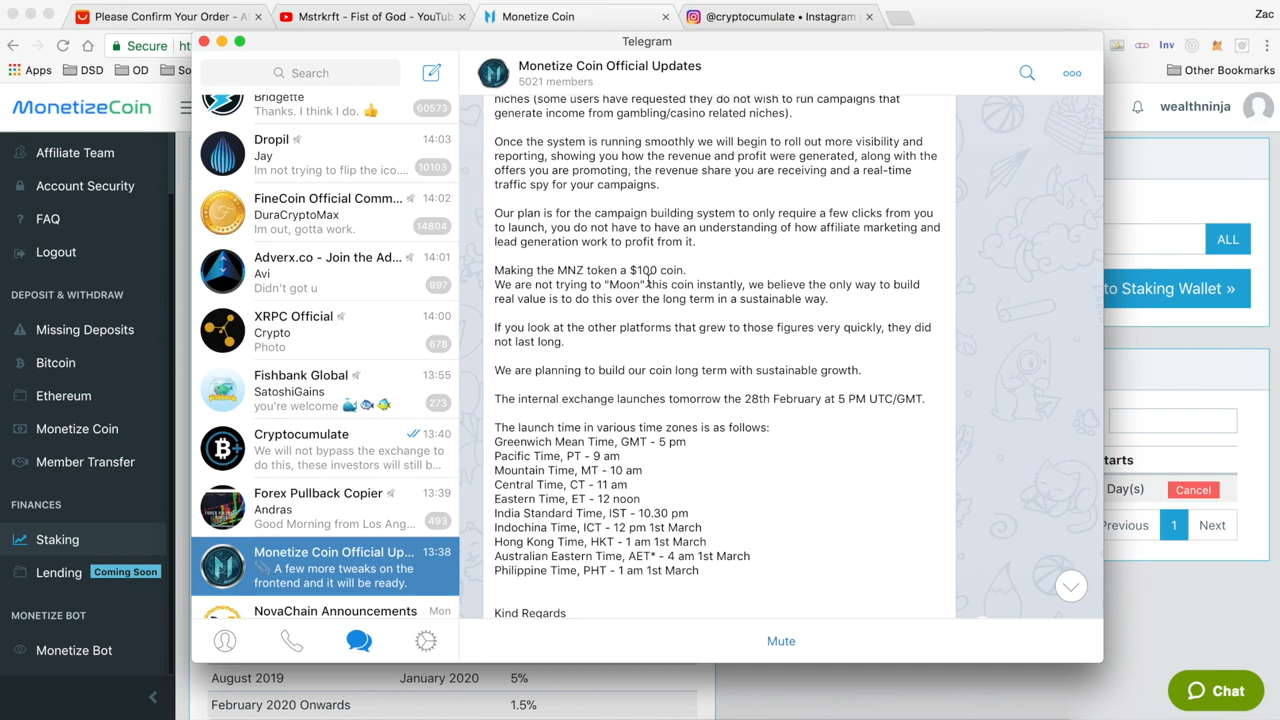 Please Confirm Your Order - A
Mstrkrft - Fist of God - YouTub
Monetize Coin
@cryptocumulate • Instagram
Zac
Secure
Apps
DSD
OD
Inv
Other Bookmarks
Telegram
MONETIZECOIN
Affiliate Team
Account Security
FAQ
Logout
DEPOSIT & WITHDRAW
Missing Deposits
Bitcoin
Ethereum
Monetize Coin
Member Transfer
FINANCES
Staking
Lending Coming Soon
MONETIZE BOT
Monetize Bot
Search
Bridgette
Thanks. I think I do. 👍
60573
Dropil 14:03
Jay
Im not trying to flip the ico....
10103
FineCoin Official Comm... 14:02
DuraCryptoMax
Im out, gotta work.
14804
Adverx.co - Join the Ad... 14:01
Avi
Didn't got u
997
XRPC Official 14:00
Crypto
Photo
678
Fishbank Global 13:55
SatoshiGains
you're welcome 🐳🐟🐠
273
Cryptocumulate 13:40
We will not bypass the exchange to
do this, these investors will still b...
Forex Pullback Copier 13:39
Andras
Good Morning from Los Ang...
493
Monetize Coin Official Up... 13:38
A few more tweaks on the
frontend and it will be ready.
NovaChain Announcements Mon
Monetize Coin Official Updates
5021 members
niches (some users have requested they do not wish to run campaigns that
generate income from gambling/casino related niches).
Once the system is running smoothly we will begin to roll out more visibility and
reporting, showing you how the revenue and profit were generated, along with the
offers you are promoting, the revenue share you are receiving and a real-time
traffic spy for your campaigns.
Our plan is for the campaign building system to only require a few clicks from you
to launch, you do not have to have an understanding of how affiliate marketing and
lead generation work to profit from it.
Making the MNZ token a $100 coin.
We are not trying to "Moon" this coin instantly, we believe the only way to build
real value is to do this over the long term in a sustainable way.
If you look at the other platforms that grew to those figures very quickly, they did
not last long.
We are planning to build our coin long term with sustainable growth.
The internal exchange launches tomorrow the 28th February at 5 PM UTC/GMT.
The launch time in various time zones is as follows:
Greenwich Mean Time, GMT - 5 pm
Pacific Time, PT - 9 am
Mountain Time, MT - 10 am
Central Time, CT - 11 am
Eastern Time, ET - 12 noon
India Standard Time, IST - 10.30 pm
Indochina Time, ICT - 12 pm 1st March
Hong Kong Time, HKT - 1 am 1st March
Australian Eastern Time, AET* - 4 am 1st March
Philippine Time, PHT - 1 am 1st March
Kind Regards
Mute
wealthninja
ALL
to Staking Wallet »
tarts
Day(s) Cancel
Previous 1 Next
August 2019 January 2020 5%
February 2020 Onwards 1.5%
Chat